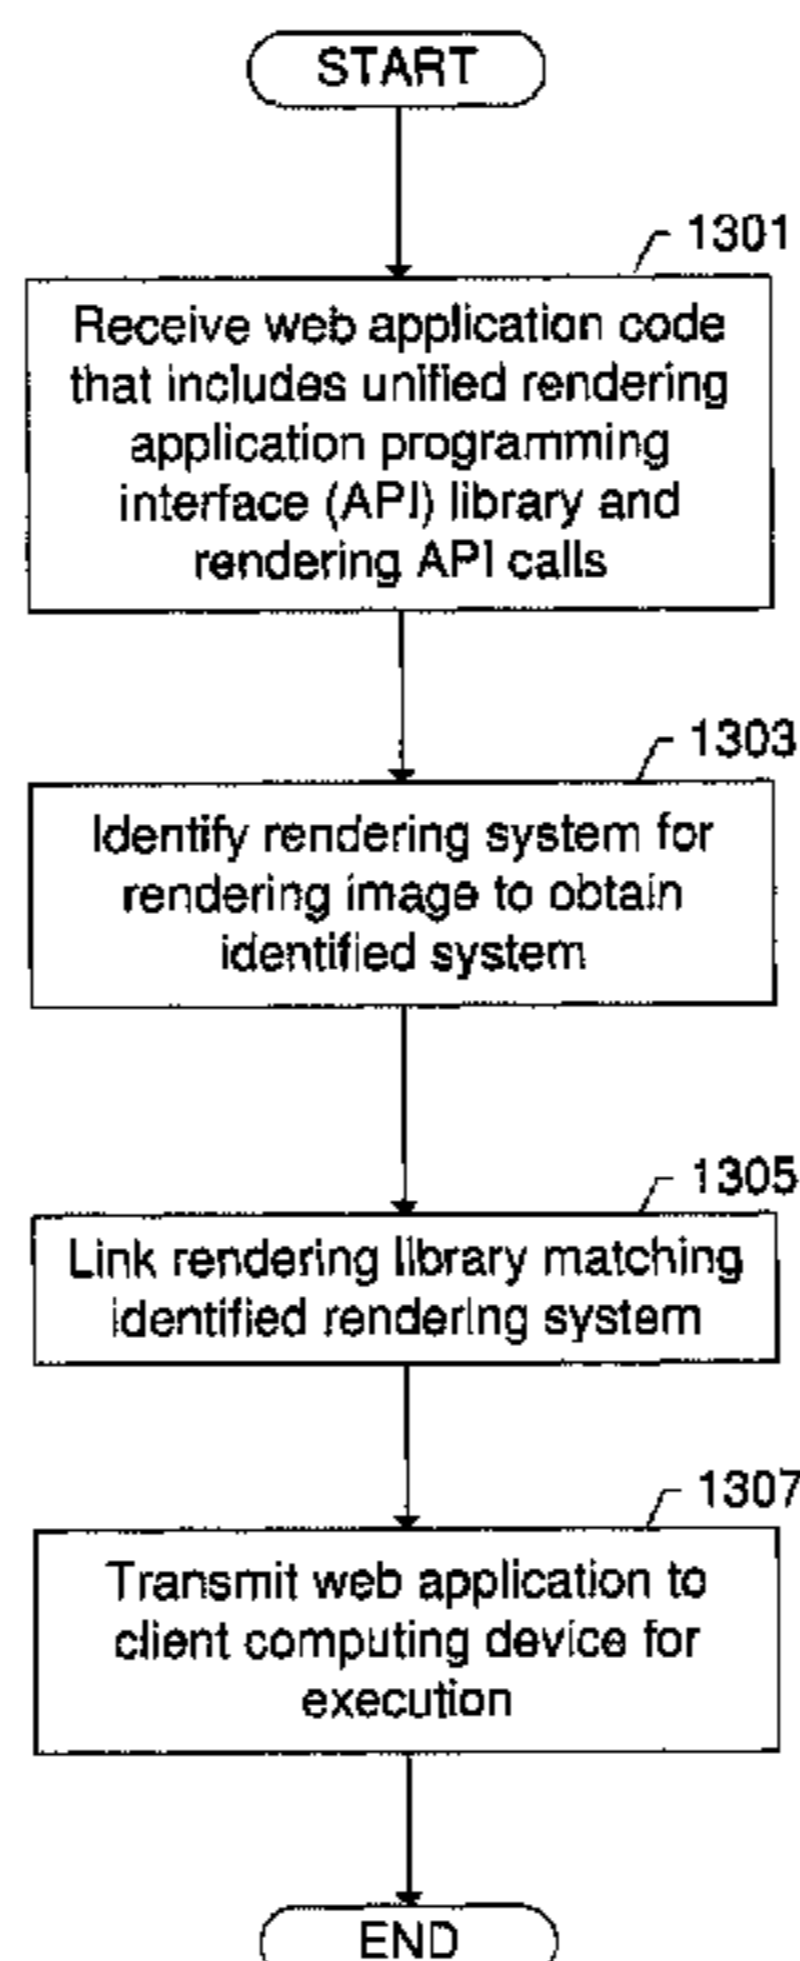 START
1301
Receive web application code
that includes unified rendering
application programming
interface (API) library and
rendering API calls
1303
Identify rendering system for
rendering image to obtain
identified system
1305
Link rendering library matching
identified rendering system
1307
Transmit web application to
client computing device for
execution
END